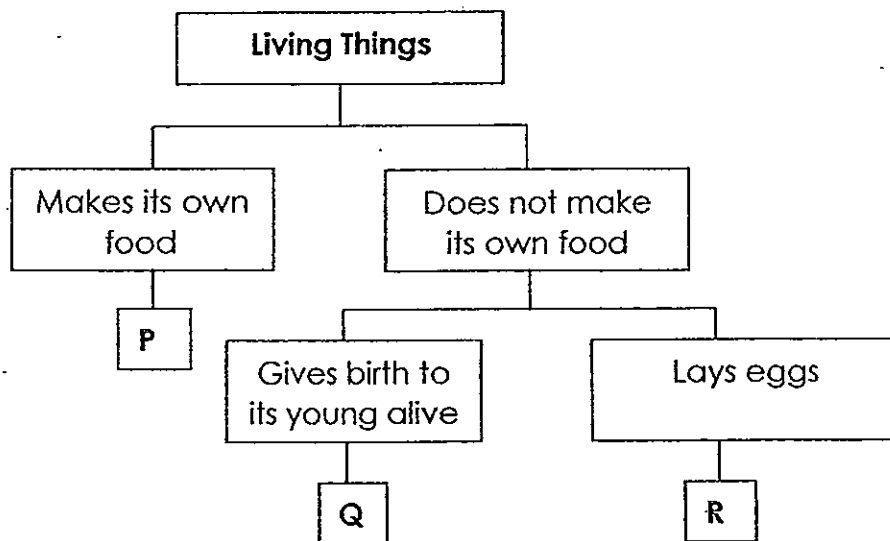 Living Things
Makes its own
food
Does not make
its own food
P
Gives birth to
its young alive
Lays eggs
Q
R